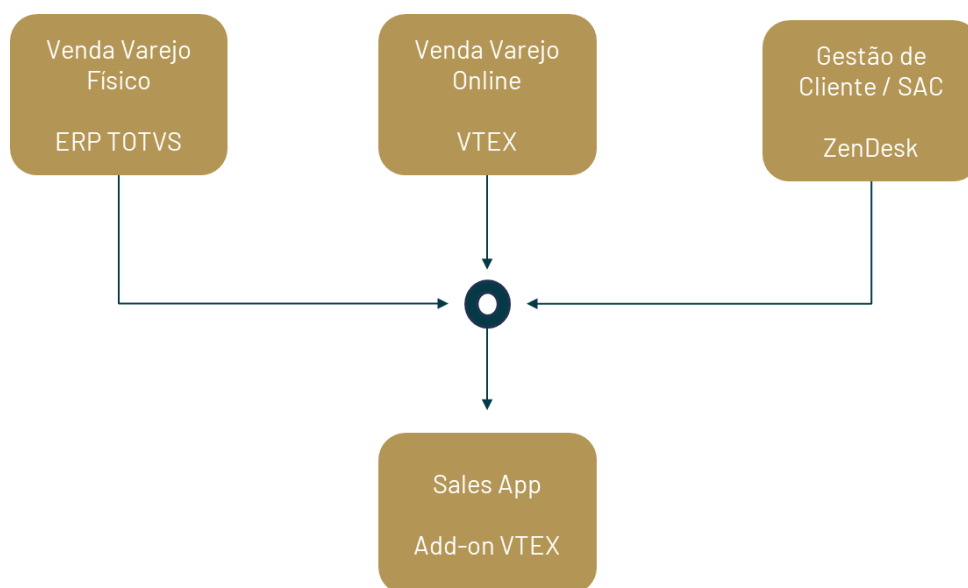 Venda Varejo
Físico
ERP TOTVS
Venda Varejo
Online
VTEX
Gestão de
Cliente / SAC
ZenDesk
Sales App
Add-on VTEX